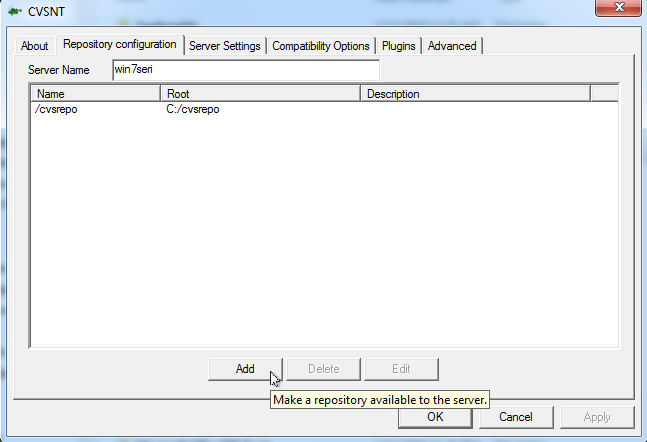 CVSNT
About Repository configuration Server Settings Compatibility Options Plugins Advanced
Server Name win7seri
Name Root Description
/cvsrepo C:/cvsrepo
Add Delete Edit
Make a repository available to the server.
OK Cancel Apply